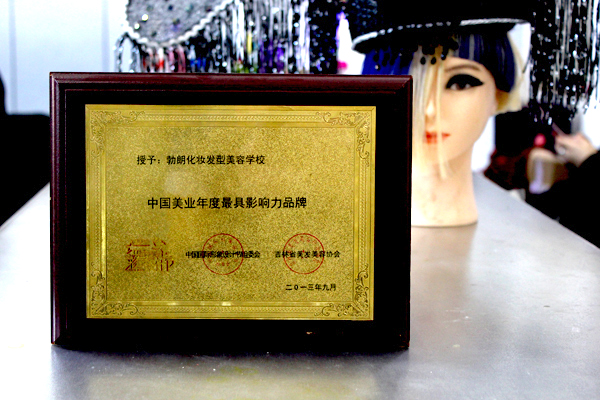 授予：勃朗化妆发型美容学校
中国美业年度最具影响力品牌
吉林省美发美容协会
二〇一三年九月